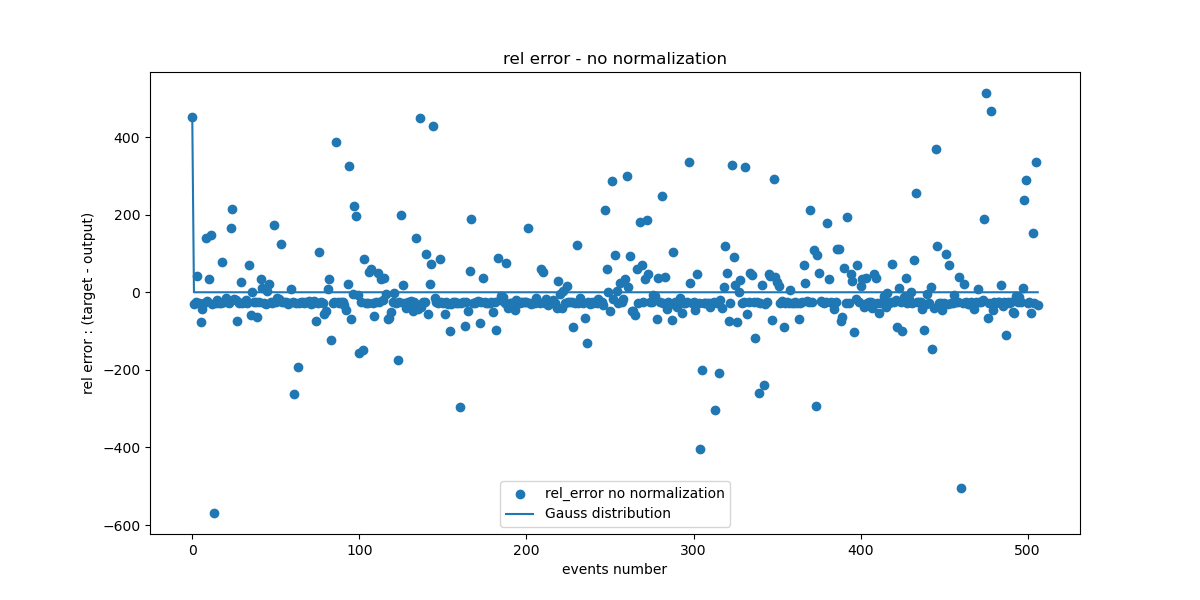 rel error - no normalization
rel error : (target - output)
400
200
0
−200
−400
−600
rel_error no normalization
Gauss distribution
0 100 200 300 400 500
events number